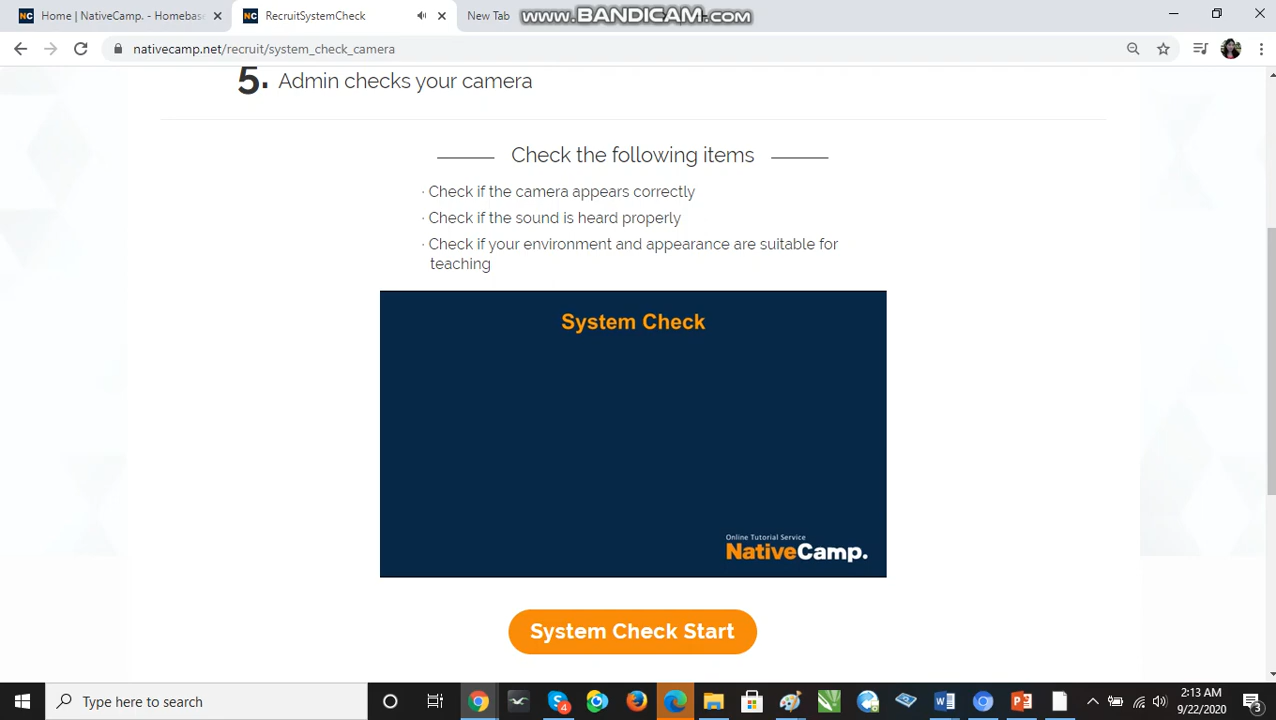 Home | NativeCamp. - Homebase
RecruitSystemCheck
New Tab
www.BANDICAM.com
nativecamp.net/recruit/system_check_camera
5. Admin checks your camera
Check the following items
· Check if the camera appears correctly
· Check if the sound is heard properly
· Check if your environment and appearance are suitable for
teaching
System Check
Online Tutorial Service
NativeCamp.
System Check Start
Type here to search
4
2:13 AM
9/22/2020
3